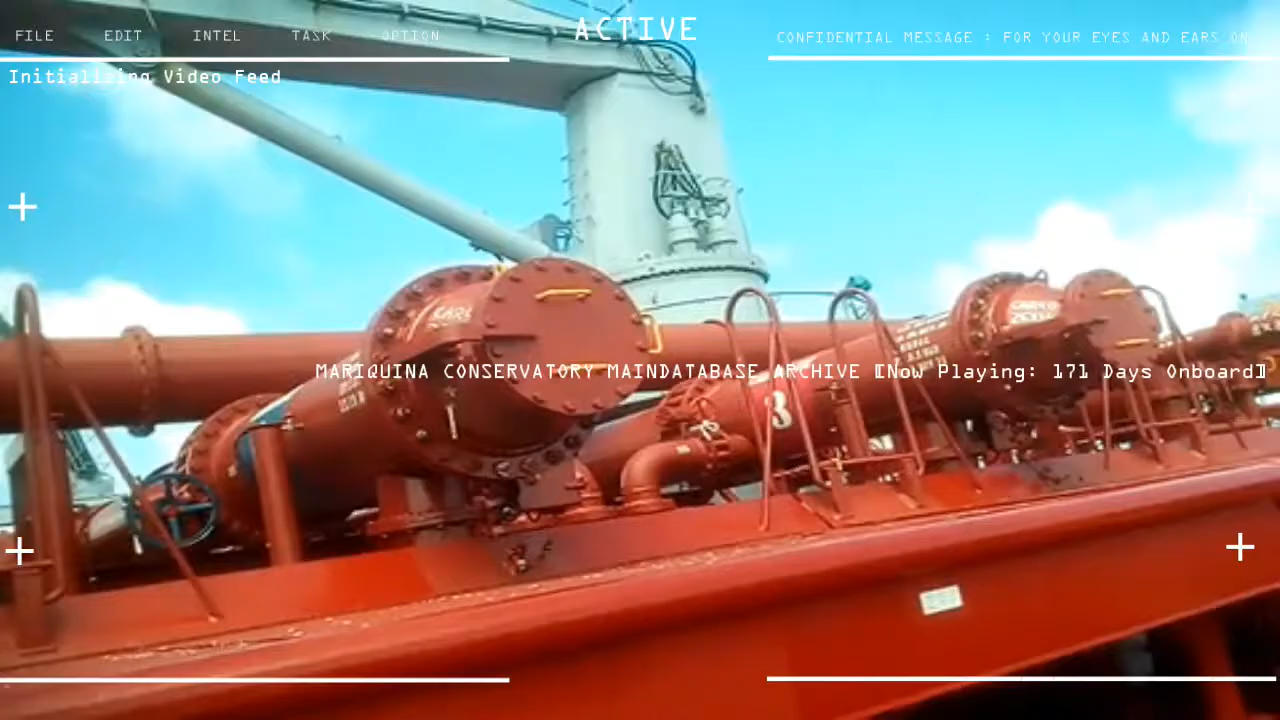 ACTIVE
FILE EDIT INTEL TASK OPTION
CONFIDENTIAL MESSAGE : FOR YOUR EYES AND EARS ON
Initializing Video Feed
MARIQUINA CONSERVATORY MAINDATABASE ARCHIVE [Now Playing: 171 Days Onboard]
3